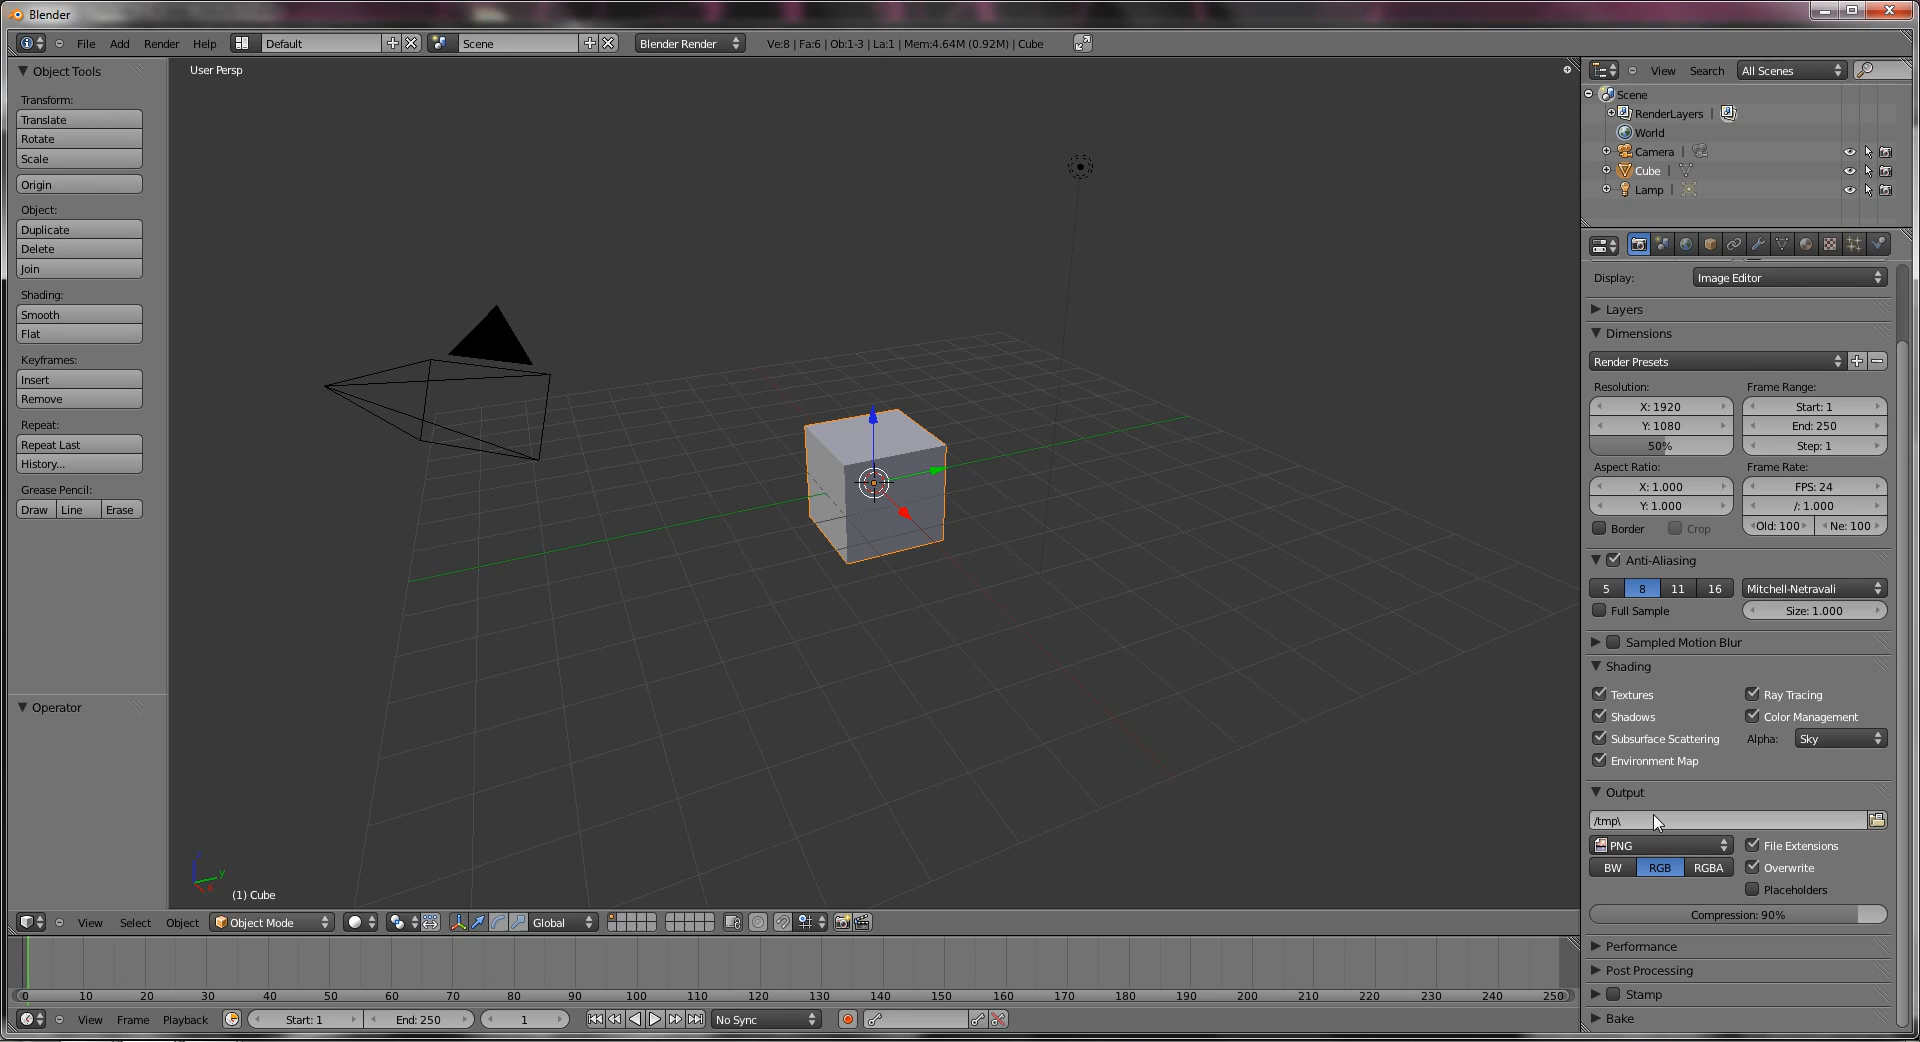 Blender
File Add Render Help Default Scene Blender Render Ve:8 | Fa:6 | Ob:1-3 | La:1 | Mem:4.64M (0.92M) | Cube
Object Tools
Transform:
Translate
Rotate
Scale
Origin
Object:
Duplicate
Delete
Join
Shading:
Smooth
Flat
Keyframes:
Insert
Remove
Repeat:
Repeat Last
History...
Grease Pencil:
Draw Line Erase
Operator
User Persp
z
y
x
(1) Cube
View Select Object Object Mode Global
0 10 20 30 40 50 60 70 80 90 100 110 120 130 140 150 160 170 180 190 200 210 220 230 240 250
View Frame Playback Start: 1 End: 250 1 No Sync
View Search All Scenes
Scene
RenderLayers |
World
Camera |
Cube |
Lamp |
Display: Image Editor
Layers
Dimensions
Render Presets
Resolution: Frame Range:
X: 1920 Start: 1
Y: 1080 End: 250
50% Step: 1
Aspect Ratio: Frame Rate:
X: 1.000 FPS: 24
Y: 1.000 /: 1.000
Border Crop Old: 100 Ne: 100
Anti-Aliasing
5 8 11 16 Mitchell-Netravali
Full Sample Size: 1.000
Sampled Motion Blur
Shading
Textures Ray Tracing
Shadows Color Management
Subsurface Scattering Alpha: Sky
Environment Map
Output
/tmp\
PNG File Extensions
BW RGB RGBA Overwrite
Placeholders
Compression: 90%
Performance
Post Processing
Stamp
Bake